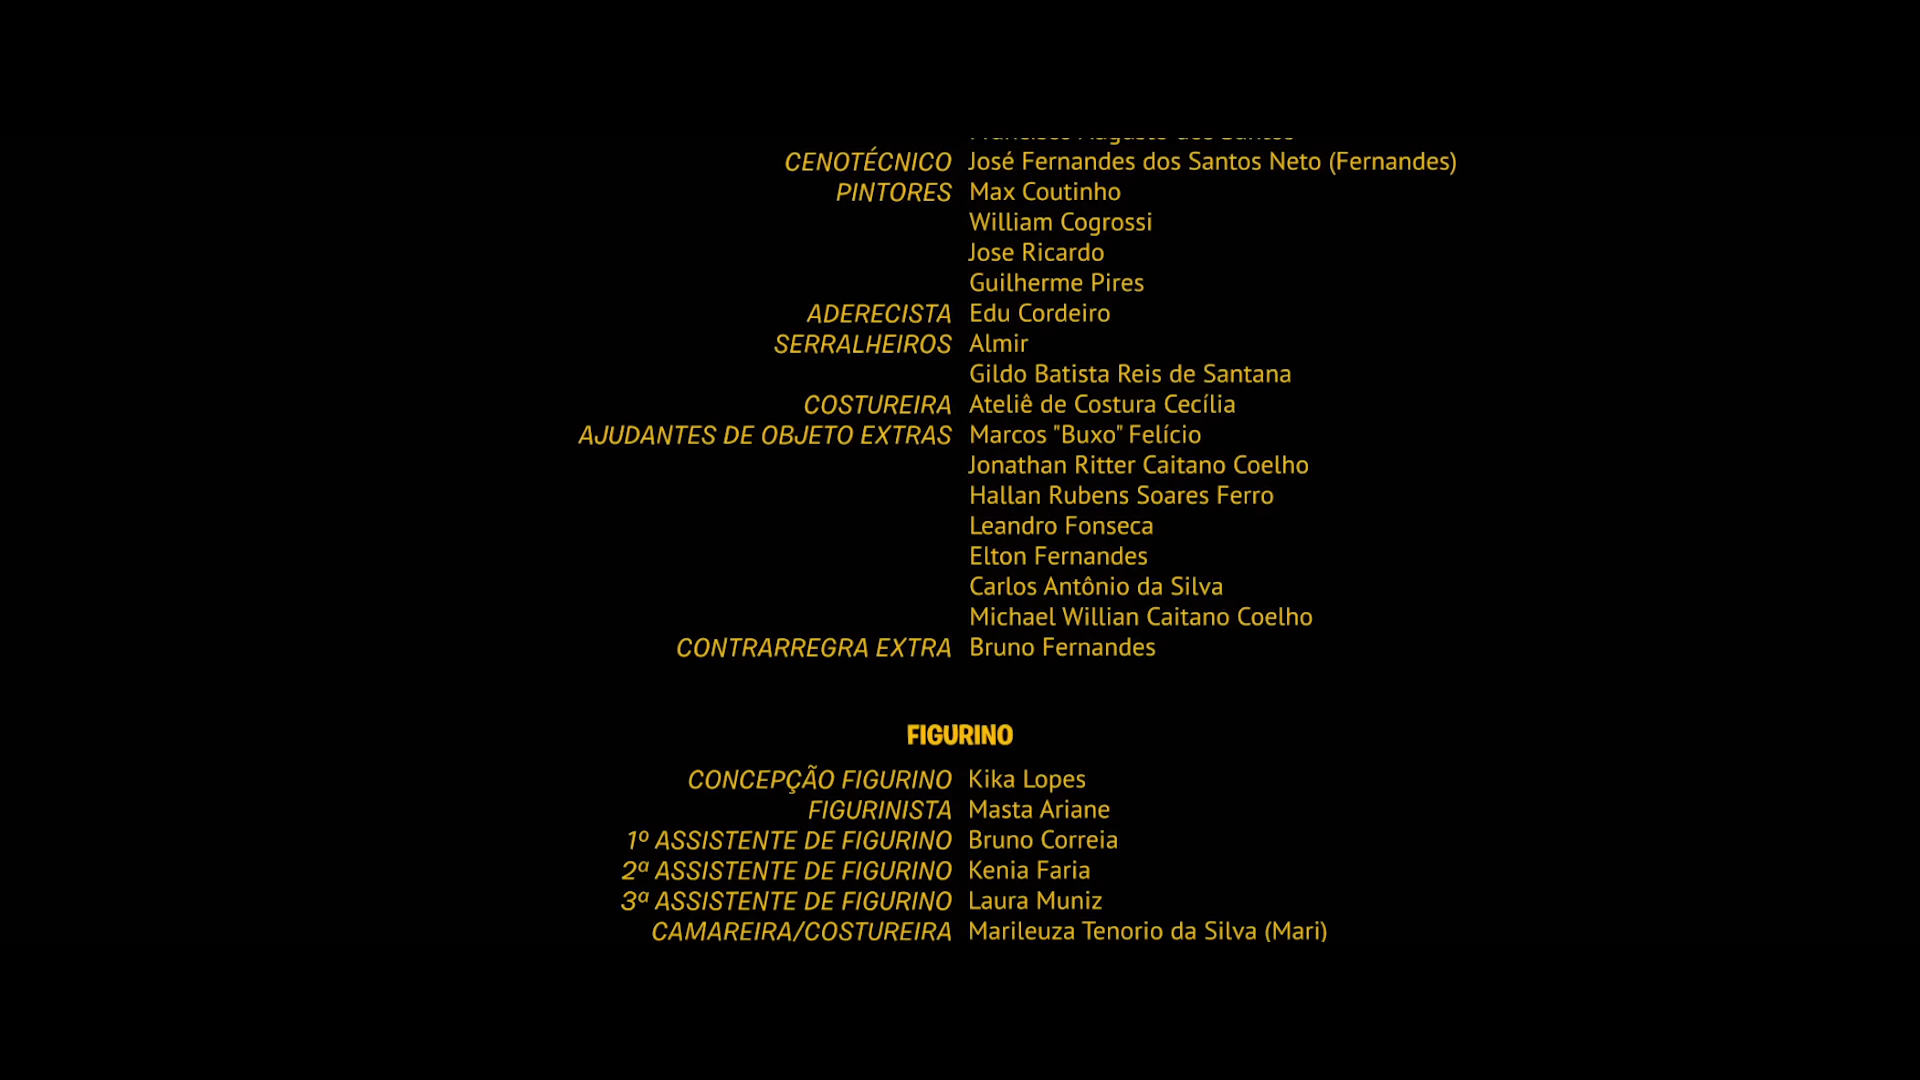 CENOTÉCNICO José Fernandes dos Santos Neto (Fernandes)
PINTORES Max Coutinho
William Cogrossi
Jose Ricardo
Guilherme Pires
ADERECISTA Edu Cordeiro
SERRALHEIROS Almir
Gildo Batista Reis de Santana
COSTUREIRA Ateliê de Costura Cecília
AJUDANTES DE OBJETO EXTRAS Marcos "Buxo" Felício
Jonathan Ritter Caitano Coelho
Hallan Rubens Soares Ferro
Leandro Fonseca
Elton Fernandes
Carlos Antônio da Silva
Michael Willian Caitano Coelho
CONTRARREGRA EXTRA Bruno Fernandes
FIGURINO
CONCEPÇÃO FIGURINO Kika Lopes
FIGURINISTA Masta Ariane
1º ASSISTENTE DE FIGURINO Bruno Correia
2ª ASSISTENTE DE FIGURINO Kenia Faria
3ª ASSISTENTE DE FIGURINO Laura Muniz
CAMAREIRA/COSTUREIRA Marileuza Tenorio da Silva (Mari)